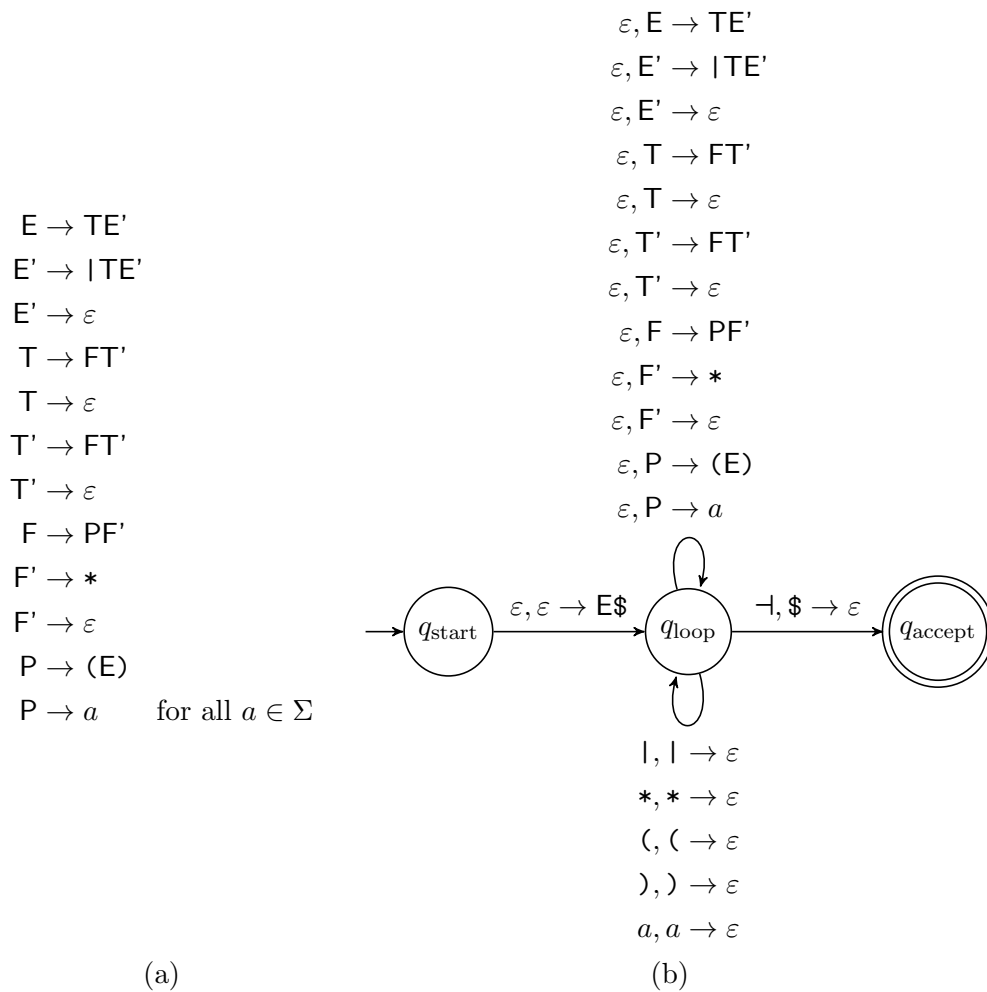 E → TE'
E' → |TE'
E' → ε
T → FT'
T → ε
T' → FT'
T' → ε
F → PF'
F' → *
F' → ε
P → (E)
P → a for all a ∈ Σ
(a)
ε, E → TE'
ε, E' → |TE'
ε, E' → ε
ε, T → FT'
ε, T → ε
ε, T' → FT'
ε, T' → ε
ε, F → PF'
ε, F' → *
ε, F' → ε
ε, P → (E)
ε, P → a
q_start ε, ε → E$ q_loop ⊣, $ → ε q_accept
|, | → ε
*, * → ε
(, ( → ε
), ) → ε
a, a → ε
(b)